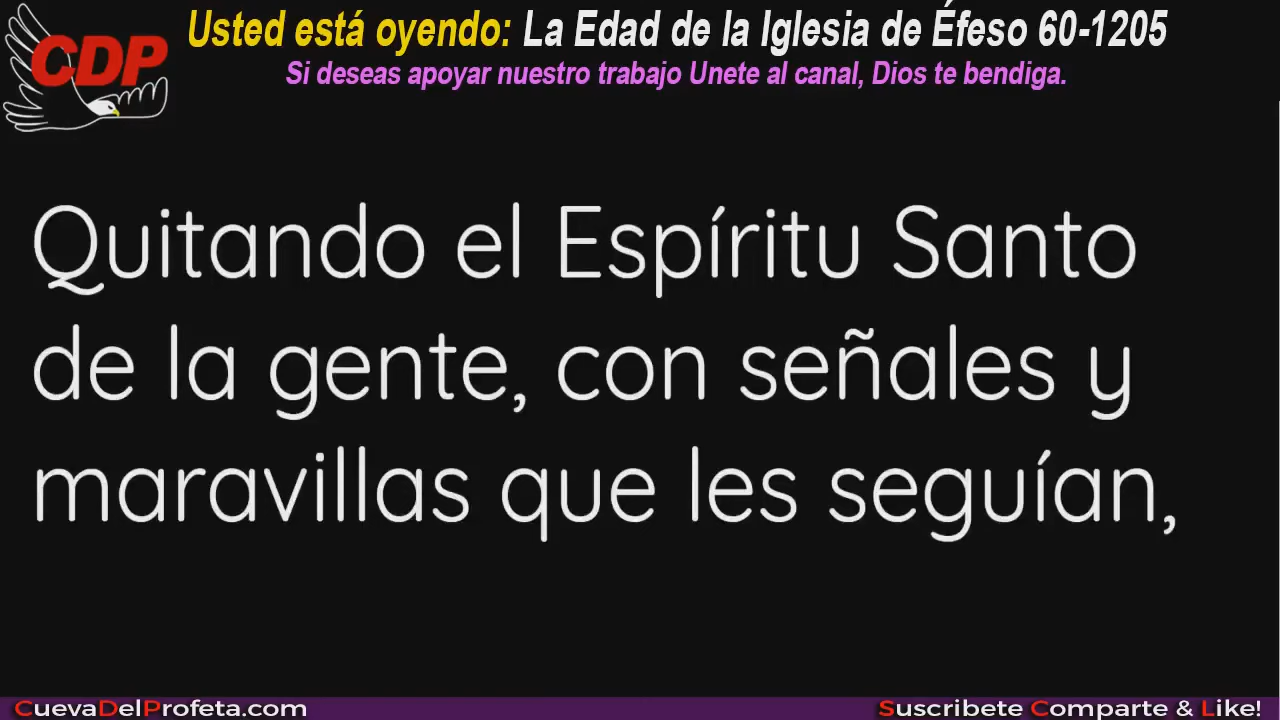 CDP
Usted está oyendo: La Edad de la Iglesia de Éfeso 60-1205
Si deseas apoyar nuestro trabajo Unete al canal, Dios te bendiga.
Quitando el Espíritu Santo
de la gente, con señales y
maravillas que les seguían,
CuevaDelProfeta.com
Suscribete Comparte & Like!